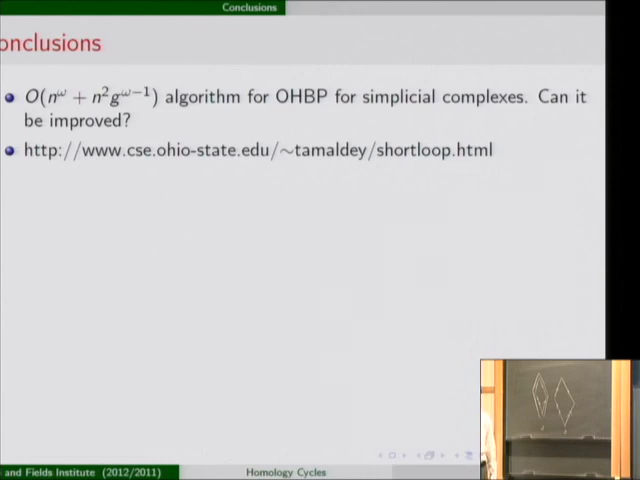 Conclusions
onclusions
O(n^ω + n^2g^{ω−1}) algorithm for OHBP for simplicial complexes. Can it
be improved?
http://www.cse.ohio-state.edu/~tamaldey/shortloop.html
and Fields Institute (2012/2011)
Homology Cycles